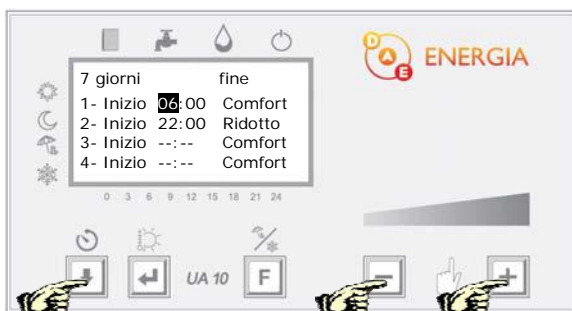 D A E ENERGIA
7 giorni fine
1- Inizio 06:00 Comfort
2- Inizio 22:00 Ridotto
3- Inizio --:-- Comfort
4- Inizio --:-- Comfort
0 3 6 9 12 15 18 21 24
UA 10 F - +